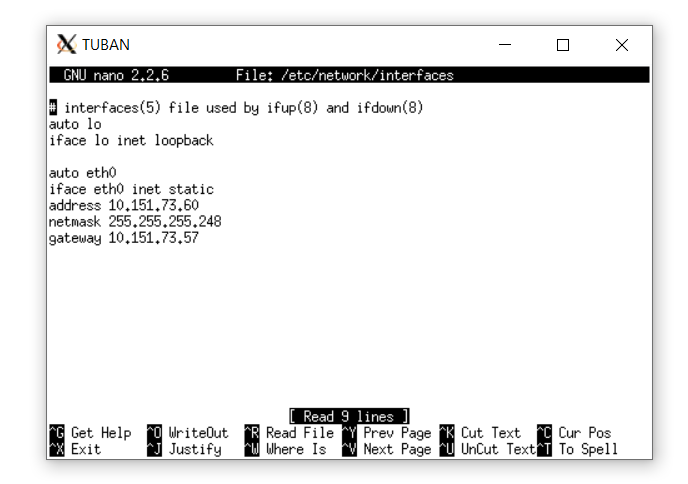 TUBAN
GNU nano 2.2.6 File: /etc/network/interfaces
# interfaces(5) file used by ifup(8) and ifdown(8)
auto lo
iface lo inet loopback
auto eth0
iface eth0 inet static
address 10.151.73.60
netmask 255.255.255.248
gateway 10.151.73.57
[ Read 9 lines ]
^G Get Help ^O WriteOut ^R Read File ^Y Prev Page ^K Cut Text ^C Cur Pos
^X Exit ^J Justify ^W Where Is ^V Next Page ^U UnCut Text ^T To Spell